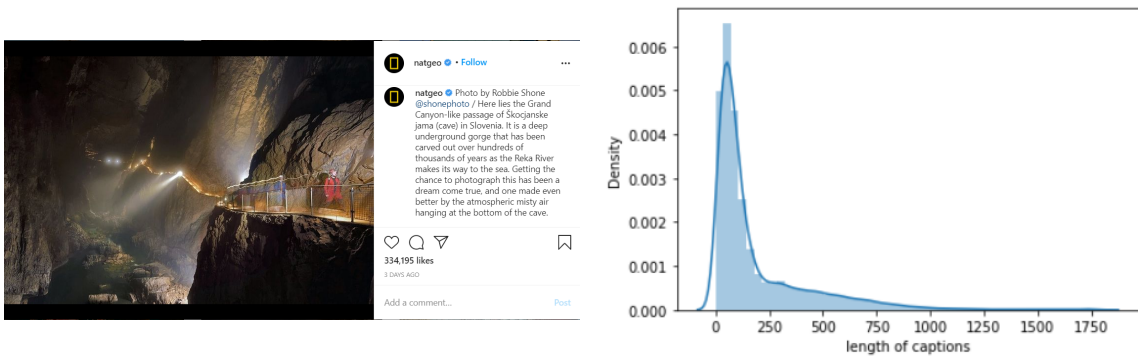 natgeo • Follow
...
natgeo Photo by Robbie Shone
@shonephoto / Here lies the Grand
Canyon-like passage of Škocjanske
jama (cave) in Slovenia. It is a deep
underground gorge that has been
carved out over hundreds of
thousands of years as the Reka River
makes its way to the sea. Getting the
chance to photograph this has been a
dream come true, and one made even
better by the atmospheric misty air
hanging at the bottom of the cave.
334,195 likes
3 DAYS AGO
Add a comment... Post
0.006
0.005
0.004
0.003
0.002
0.001
0.000
Density
0 250 500 750 1000 1250 1500 1750
length of captions